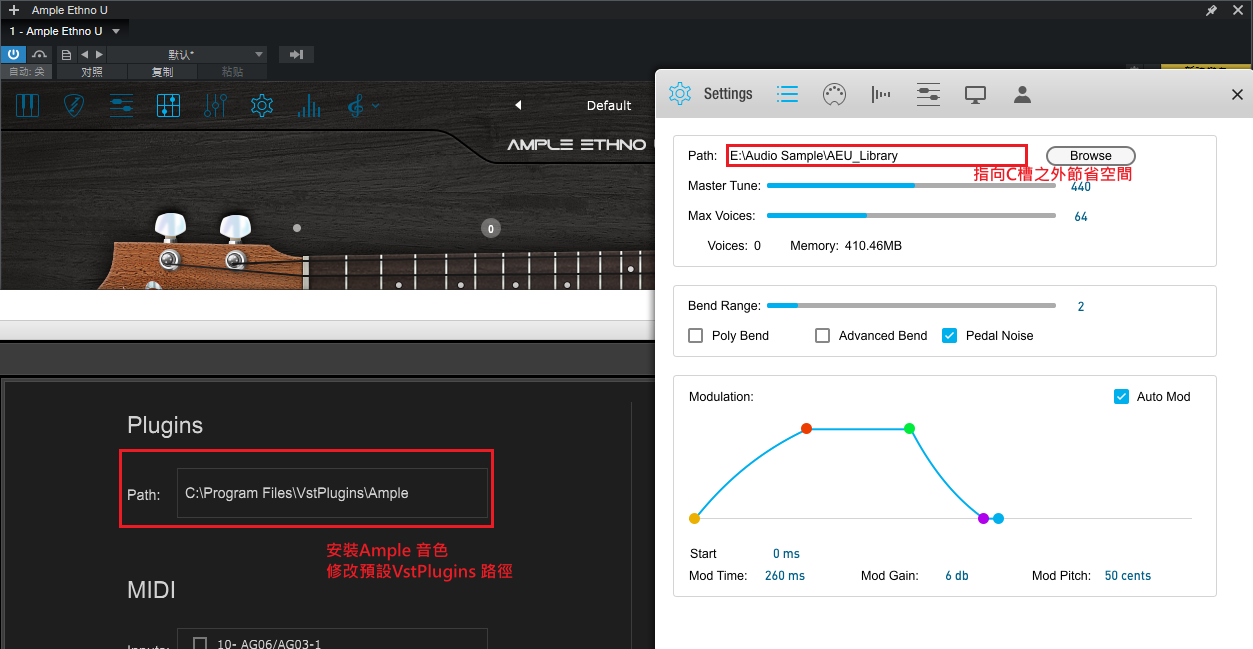 Ample Ethno U
1 - Ample Ethno U
默认*
自动: 类
对照
复制
粘贴
Default
AMPLE ETHNO
0
Settings
Path: E:\Audio Sample\AEU_Library Browse
指向C槽之外節省空間
Master Tune: 440
Max Voices: 64
Voices: 0 Memory: 410.46MB
Bend Range: 2
Poly Bend Advanced Bend Pedal Noise
Modulation: Auto Mod
Start 0 ms
Mod Time: 260 ms Mod Gain: 6 db Mod Pitch: 50 cents
Plugins
Path: C:\Program Files\VstPlugins\Ample
安裝Ample 音色
修改預設VstPlugins 路徑
MIDI
10- AG06/AG03-1